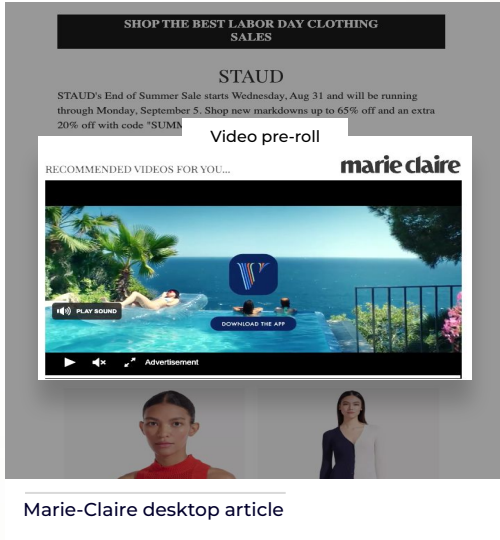 SHOP THE BEST LABOR DAY CLOTHING
SALES
STAUD
STAUD's End of Summer Sale starts Wednesday, Aug 31 and will be running
through Monday, September 5. Shop new markdowns up to 65% off and an extra
20% off with code "SUMM
Video pre-roll
RECOMMENDED VIDEOS FOR YOU...
marie claire
PLAY SOUND
DOWNLOAD THE APP
Advertisement
Marie-Claire desktop article